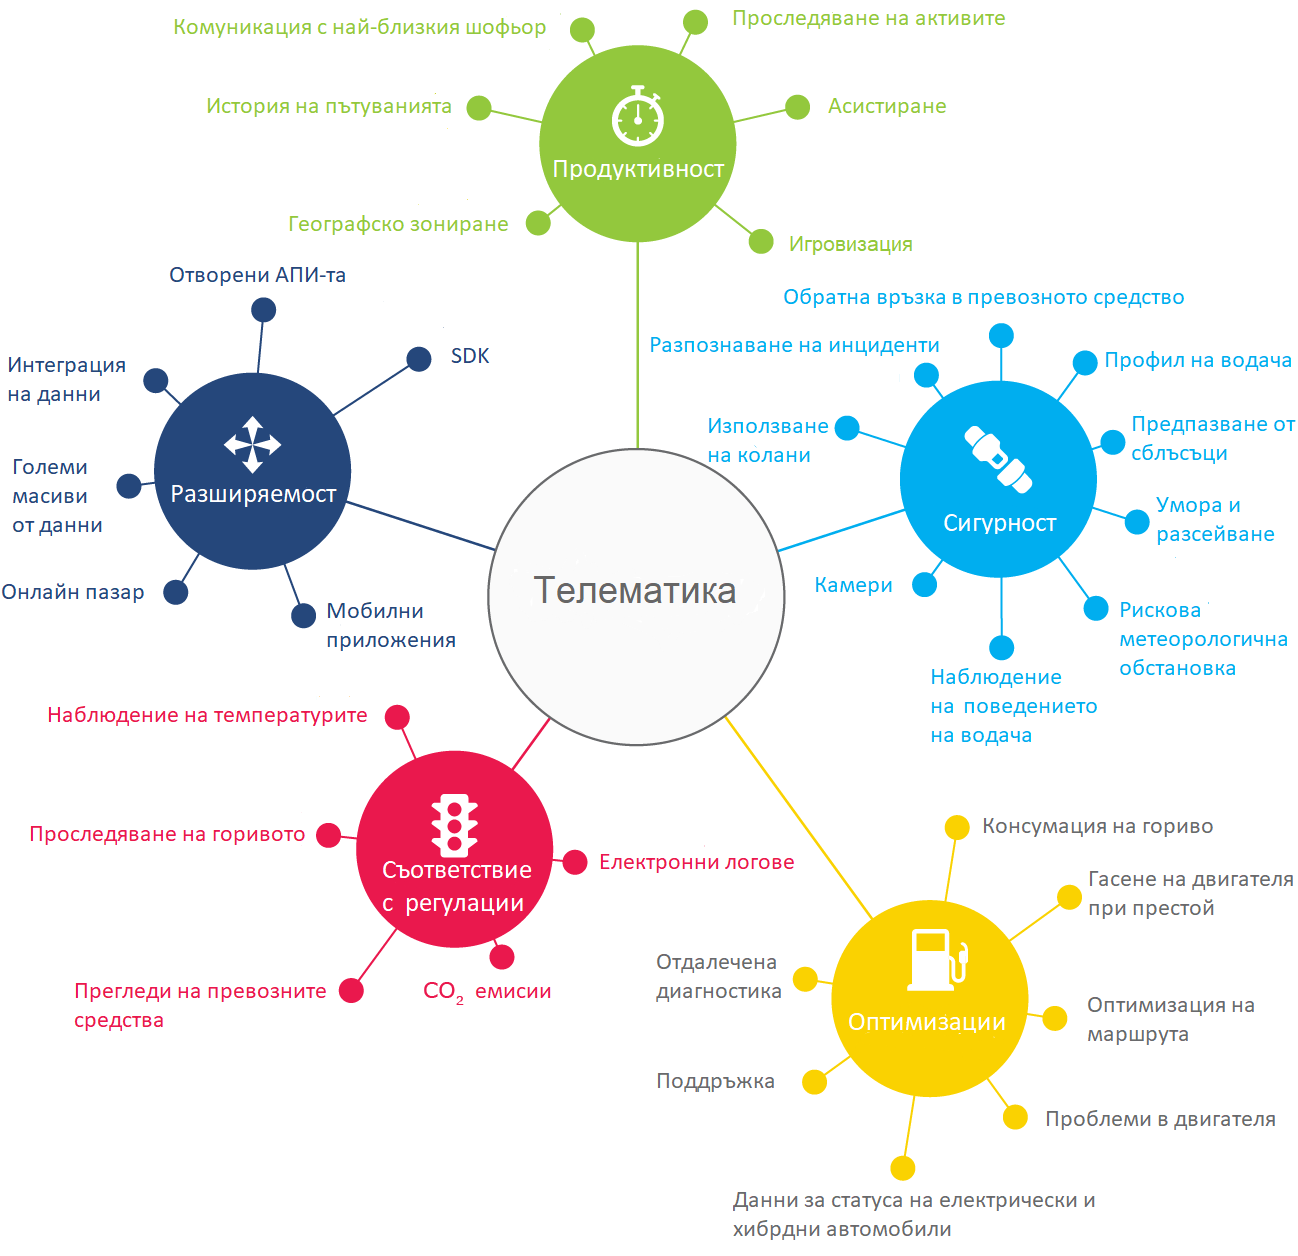 Комуникация с най-близкия шофьор
Проследяване на активите
История на пътуванията
Асистиране
Продуктивност
Географско зониране
Игровизация
Отворени АПИ-та
SDK
Интеграция
на данни
Големи
масиви
от данни
Разширяемост
Онлайн пазар
Мобилни
приложения
Обратна връзка в превозното средство
Разпознаване на инциденти
Профил на водача
Използване
на колани
Предпазване от
сблъсъци
Сигурност
Умора и
разсейване
Камери
Рискова
метеорологична
обстановка
Наблюдение
на поведението
на водача
Телематика
Наблюдение на температурите
Проследяване на горивото
Електронни логове
Съответствие
с регулации
Прегледи на превозните
средства
CO₂ емисии
Консумация на гориво
Гасене на двигателя
при престой
Отдалечена
диагностика
Оптимизации
Оптимизация на
маршрута
Поддръжка
Проблеми в двигателя
Данни за статуса на електрически и
хибрдни автомобили